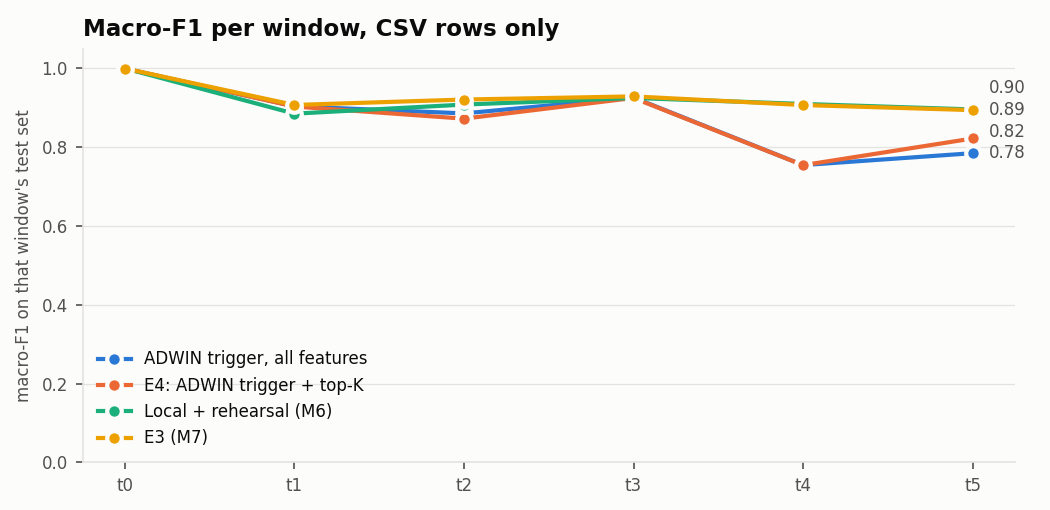 Macro-F1 per window, CSV rows only
macro-F1 on that window's test set
1.0
0.8
0.6
0.4
0.2
0.0
0.90
0.89
0.82
0.78
ADWIN trigger, all features
E4: ADWIN trigger + top-K
Local + rehearsal (M6)
E3 (M7)
t0 t1 t2 t3 t4 t5